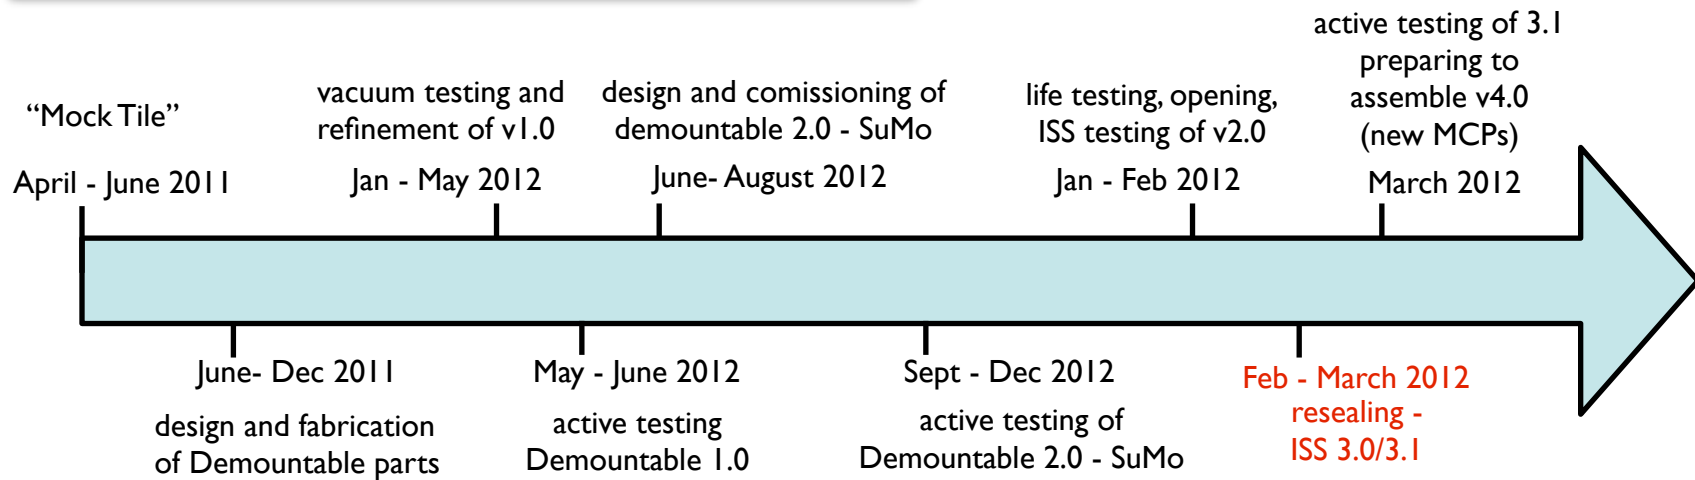 “Mock Tile”
April - June 2011
vacuum testing and
refinement of v1.0
Jan - May 2012
design and comissioning of
demountable 2.0 - SuMo
June- August 2012
life testing, opening,
ISS testing of v2.0
Jan - Feb 2012
active testing of 3.1
preparing to
assemble v4.0
(new MCPs)
March 2012
June- Dec 2011
design and fabrication
of Demountable parts
May - June 2012
active testing
Demountable 1.0
Sept - Dec 2012
active testing of
Demountable 2.0 - SuMo
Feb - March 2012
resealing -
ISS 3.0/3.1